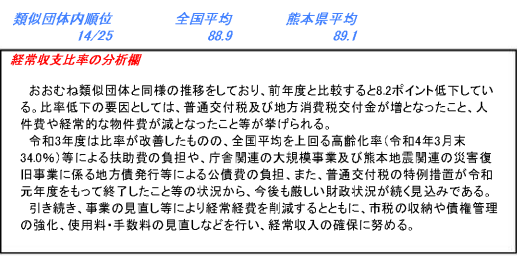 類似団体内順位 全国平均 熊本県平均
14/25 88.9 89.1
経常収支比率の分析欄
おおむね類似団体と同様の推移をしており、前年度と比較すると8.2ポイント低下してい
る。比率低下の要因としては、普通交付税及び地方消費税交付金が増となったこと、人
件費や経常的な物件費が減となったこと等が挙げられる。
令和3年度は比率が改善したものの、全国平均を上回る高齢化率（令和4年3月末
34.0%）等による扶助費の負担や、庁舎関連の大規模事業及び熊本地震関連の災害復
旧事業に係る地方債発行等による公債費の負担、また、普通交付税の特例措置が令和
元年度をもって終了したこと等の状況から、今後も厳しい財政状況が続く見込みである。
引き続き、事業の見直し等により経常経費を削減するとともに、市税の収納や債権管理
の強化、使用料・手数料の見直しなどを行い、経常収入の確保に努める。